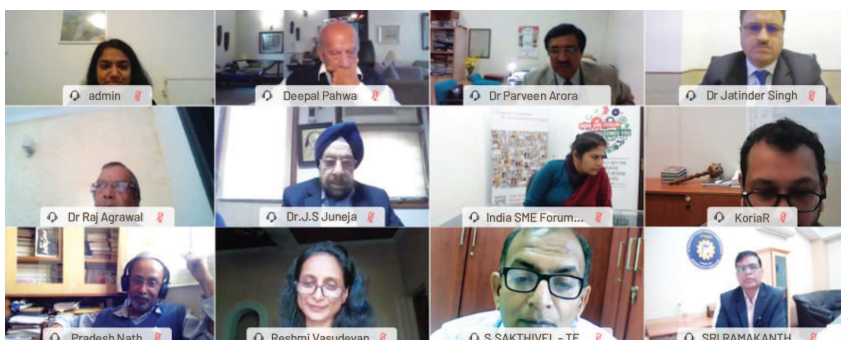 admin
Deepal Pahwa
Dr Parveen Arora
Dr Jatinder Singh
Dr Raj Agrawal
Dr.J.S Juneja
India SME Forum...
KoriaR
Pradesh Nath
Reshmi Vasudevan
S SAKTHIVEL - TE
SRI RAMAKANTH